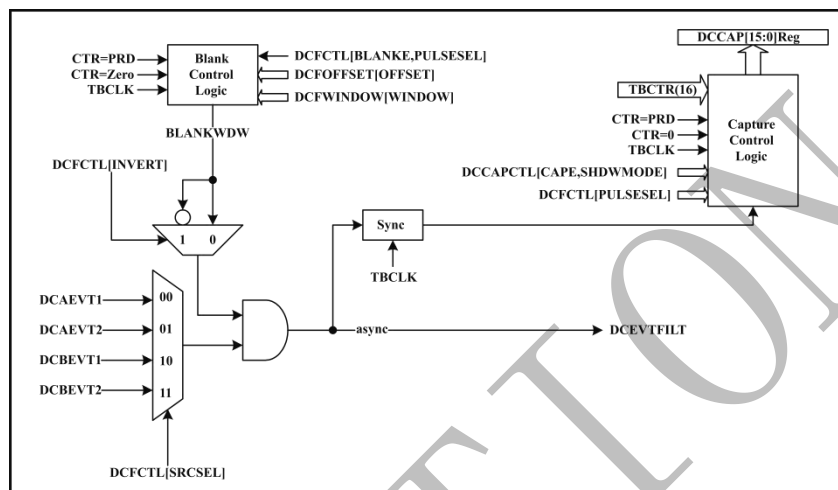 DCCAP[15:0]Reg
CTR=PRD
CTR=Zero
TBCLK
Blank
Control
Logic
DCFCTL[BLANKE,PULSESEL]
DCFOFFSET[OFFSET]
DCFWINDOW[WINDOW]
TBCTR(16)
CTR=PRD
CTR=0
TBCLK
Capture
Control
Logic
DCCAPCTL[CAPE,SHDWMODE]
DCFCTL[PULSESEL]
BLANKWDW
DCFCTL[INVERT]
1 0
Sync
TBCLK
DCAEVT1
DCAEVT2
DCBEVT1
DCBEVT2
00
01
10
11
async
DCEVTFILT
DCFCTL[SRCSEL]
TION